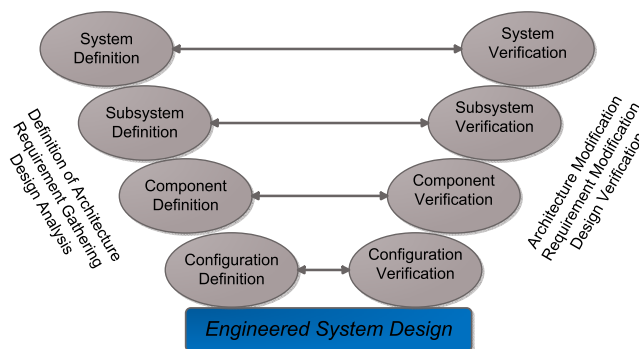 System
Definition
System
Verification
Subsystem
Definition
Subsystem
Verification
Component
Definition
Component
Verification
Configuration
Definition
Configuration
Verification
Definition of Architecture
Requirement Gathering
Design Analysis
Architecture Modification
Requirement Modification
Design Verification
Engineered System Design